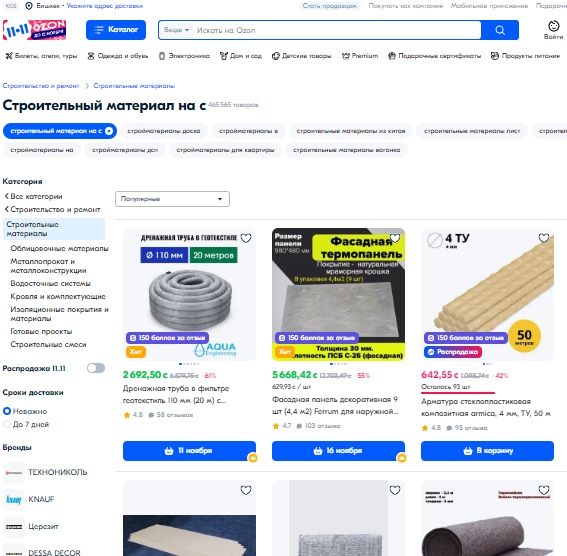 KGS Бишкек • Укажите адрес доставки Стать продавцом Покупать как компания Мобильное приложение
11-11 OZON Каталог Везде Искать на Ozon Войти
Билеты, отели, туры Одежда и обувь Электроника Дом и сад Детские товары Premium Подарочные сертификаты Продукты питания
Строительство и ремонт > Строительные материалы
Строительный материал на с 465 565 товаров
строительный материал на с стройматериалы доска стройматериалы в строительные материалы из китая строительные материалы лист
стройматериалы на стройматериалы дсп стройматериалы для квартиры строительные материалы вагонка
Категория
Все категории
Строительство и ремонт
Строительные
материалы
Облицовочные материалы
Металлопрокат и
металлоконструкции
Водосточные системы
Кровля и комплектующие
Изоляционные покрытия и
материалы
Готовые проекты
Строительные смеси
Распродажа 11.11
Сроки доставки
Неважно
До 7 дней
Бренды
ТЕХНОНИКОЛЬ
knauf KNAUF
Церезит
DESSA DECOR
Популярные
ДРЕНАЖНАЯ ТРУБА В ГЕОТЕКСТИЛЕ
Ø 110 мм 20 метров
150 баллов за отзыв
Хит
AQUA
Engineering
2 692,50 с 6 879,75 с -61%
Дренажная труба в фильтре
геотекстиль 110 мм (20 м) с...
4.8 58 отзывов
11 ноября
Размер
панели
980*480 мм
Фасадная
термопанель
Покрытие - натуральная
мраморная крошка
В упаковке 4,4м2 (9 шт)
150 баллов за отзыв
Хит
Толщина 30 мм.
плотность ПСБ С-25 (фасадная)
5 668,42 с 12 703,47 с -55%
629,93 с / шт
Фасадная панель декоративная 9
шт (4,4 м2) Ferrum для наружной...
4.7 103 отзыва
16 ноября
4 ТУ
4 мм
150 баллов за отзыв
Распродажа
50
метров
642,55 с 1 098,74 с -42%
Осталось 93 шт
Арматура стеклопластиковая
композитная armica, 4 мм, ТУ, 50 м
4.8 93 отзыва
В корзину